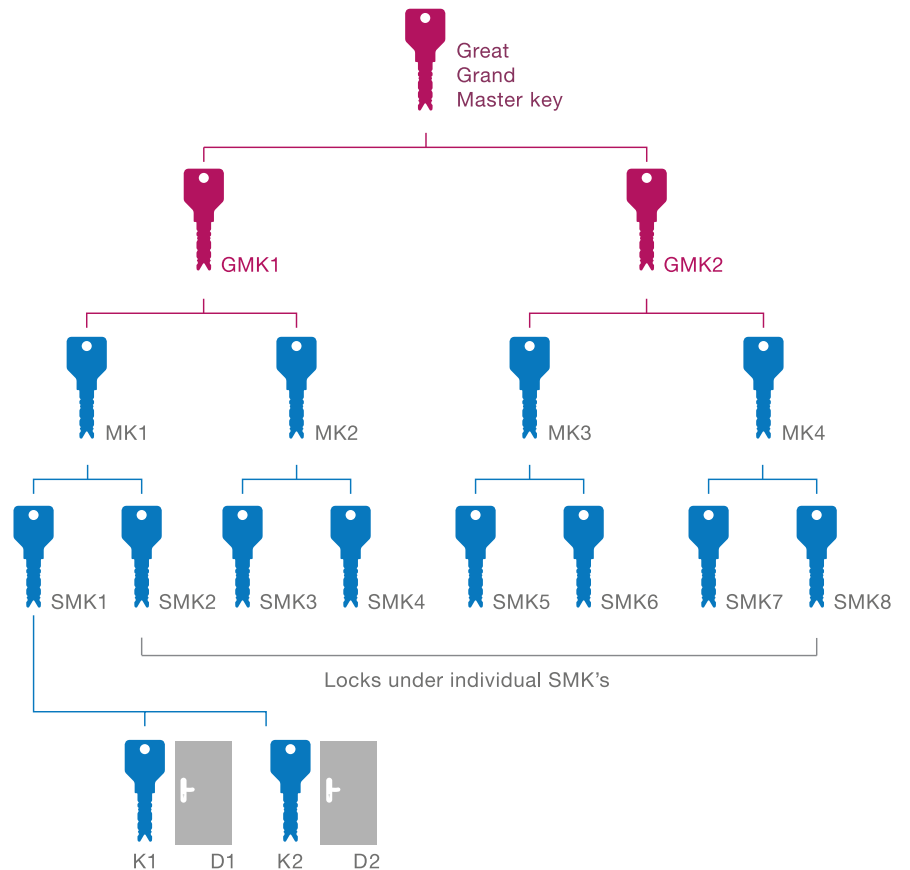 Great
Grand
Master key
GMK1
GMK2
MK1
MK2
MK3
MK4
SMK1
SMK2
SMK3
SMK4
SMK5
SMK6
SMK7
SMK8
Locks under individual SMK’s
K1
D1
K2
D2